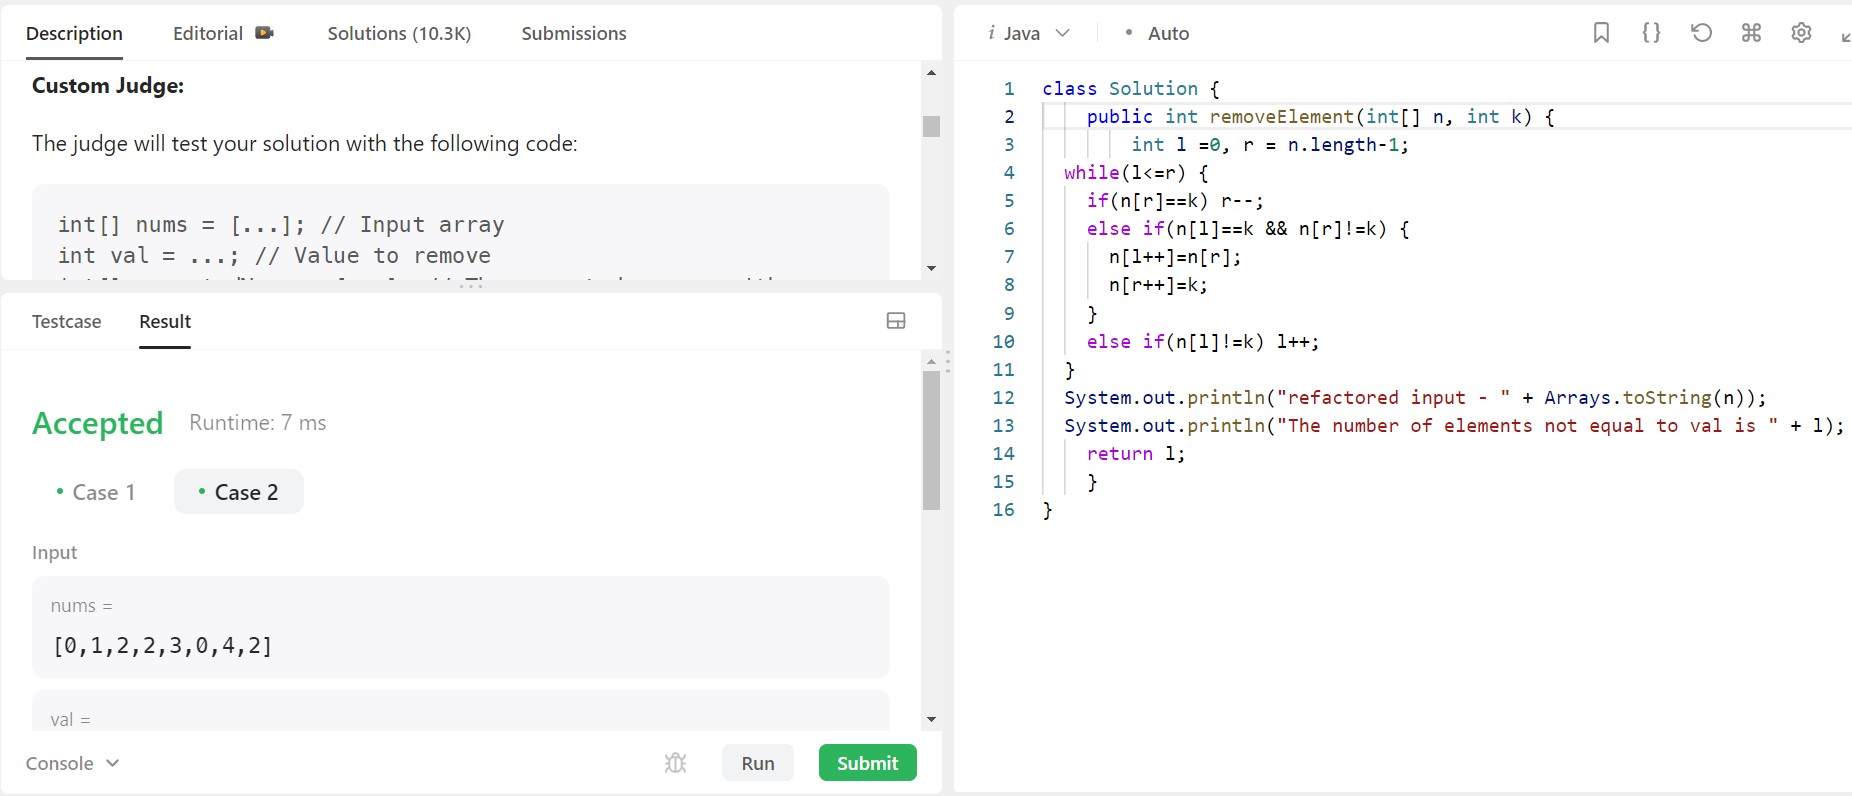 Description Editorial Solutions (10.3K) Submissions
Custom Judge:
The judge will test your solution with the following code:
int[] nums = [...]; // Input array
int val = ...; // Value to remove
Testcase Result
Accepted Runtime: 7 ms
• Case 1 • Case 2
Input
nums =
[0,1,2,2,3,0,4,2]
val =
Console Run Submit
i Java • Auto
1 class Solution {
2 public int removeElement(int[] n, int k) {
3 int l =0, r = n.length-1;
4 while(l<=r) {
5 if(n[r]==k) r--;
6 else if(n[l]==k && n[r]!=k) {
7 n[l++]=n[r];
8 n[r++]=k;
9 }
10 else if(n[l]!=k) l++;
11 }
12 System.out.println("refactored input - " + Arrays.toString(n));
13 System.out.println("The number of elements not equal to val is " + l);
14 return l;
15 }
16 }